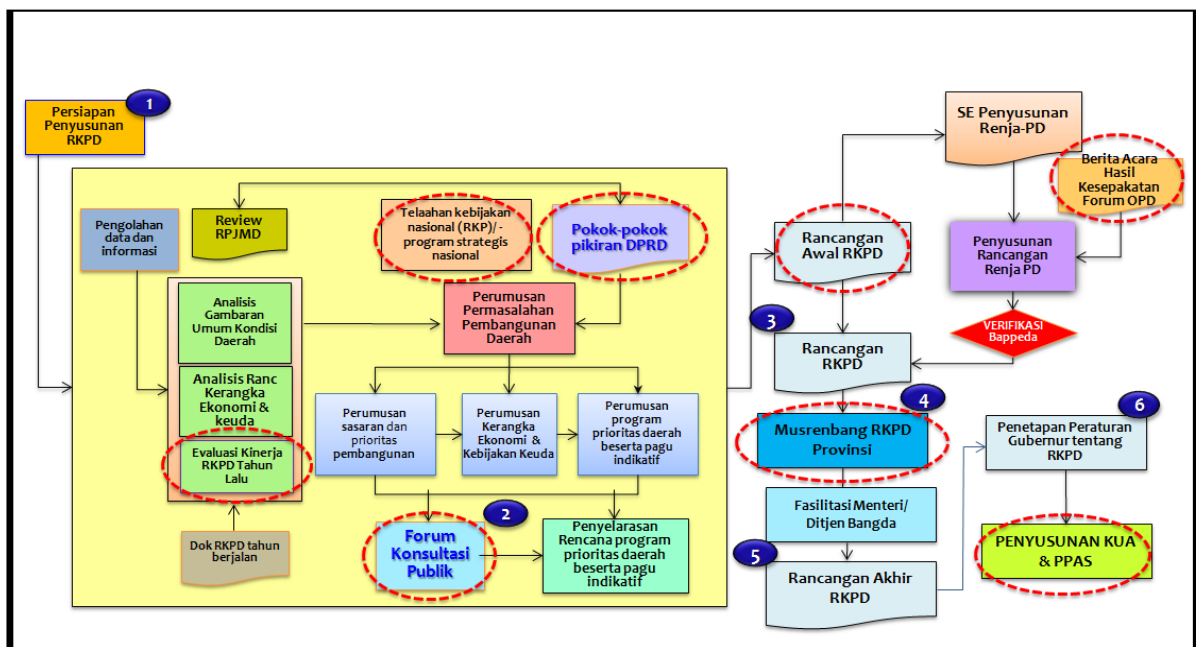 1
Persiapan
Penyusunan
RKPD
Pengolahan
data dan
informasi
Review
RPJMD
Telaahan kebijakan
nasional (RKP)/ -
program strategis
nasional
Pokok-pokok
pikiran DPRD
Analisis
Gambaran
Umum Kondisi
Daerah
Analisis Ranc
Kerangka
Ekonomi &
keuda
Evaluasi Kinerja
RKPD Tahun
Lalu
Dok RKPD tahun
berjalan
Perumusan
Permasalahan
Pembangunan
Daerah
Perumusan
sasaran dan
prioritas
pembangunan
Perumusan
Kerangka
Ekonomi &
Kebijakan Keuda
Perumusan
program
prioritas daerah
beserta pagu
indikatif
2
Forum
Konsultasi
Publik
Penyelarasan
Rencana program
prioritas daerah
beserta pagu
indikatif
Rancangan
Awal RKPD
SE Penyusunan
Renja-PD
Berita Acara
Hasil
Kesepakatan
Forum OPD
Penyusunan
Rancangan
Renja PD
VERIFIKASI
Bappeda
3
Rancangan
RKPD
4
Musrenbang RKPD
Provinsi
Fasilitasi Menteri/
Ditjen Bangda
5
Rancangan Akhir
RKPD
6
Penetapan Peraturan
Gubernur tentang
RKPD
PENYUSUNAN KUA
& PPAS